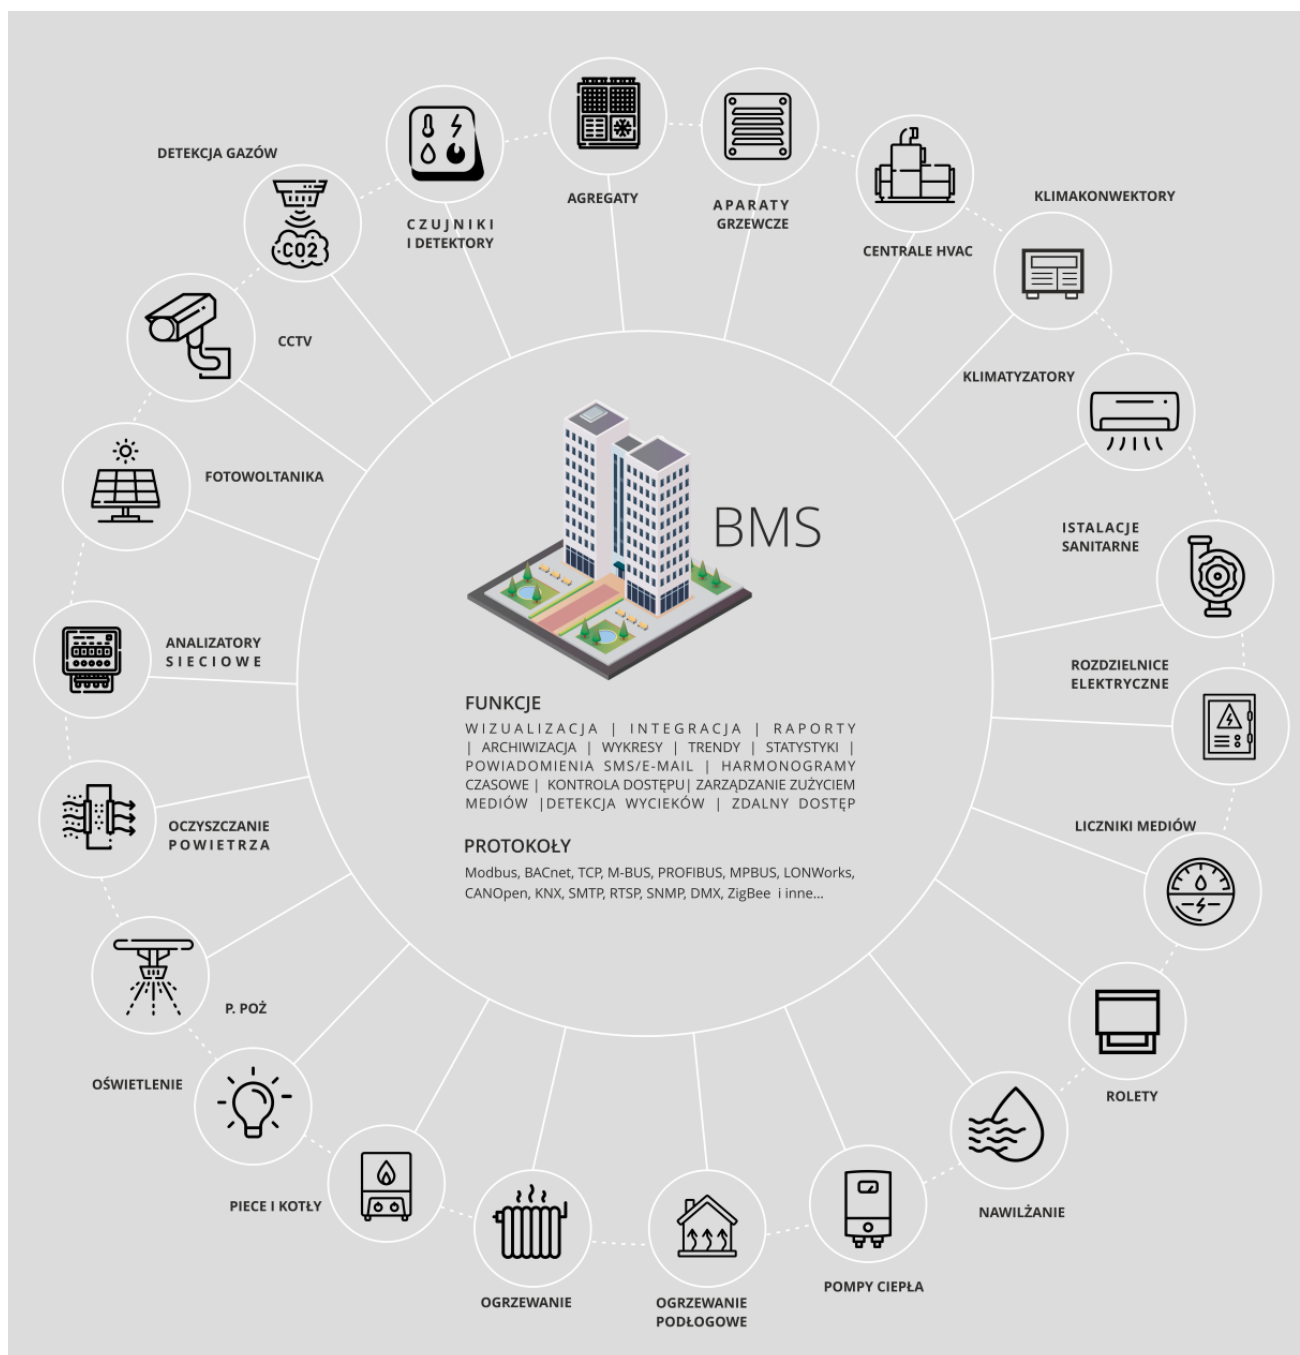 DETEKCJA GAZÓW
CO2
CZUJNIKI
I DETEKTORY
AGREGATY
APARATY
GRZEWCZE
CENTRALE HVAC
KLIMAKONWEKTORY
CCTV
KLIMATYZATORY
FOTOWOLTANIKA
BMS
ISTALACJE
SANITARNE
ANALIZATORY
SIECIOWE
ROZDZIELNICE
ELEKTRYCZNE
FUNKCJE
WIZUALIZACJA | INTEGRACJA | RAPORTY
| ARCHIWIZACJA | WYKRESY | TRENDY | STATYSTYKI |
POWIADOMIENIA SMS/E-MAIL | HARMONOGRAMY
CZASOWE | KONTROLA DOSTĘPU| ZARZĄDZANIE ZUŻYCIEM
MEDIÓW |DETEKCJA WYCIEKÓW | ZDALNY DOSTĘP
OCZYSZCZANIE
POWIETRZA
LICZNIKI MEDIÓW
PROTOKOŁY
Modbus, BACnet, TCP, M-BUS, PROFIBUS, MPBUS, LONWorks,
CANOpen, KNX, SMTP, RTSP, SNMP, DMX, ZigBee i inne...
P. POŻ
OŚWIETLENIE
ROLETY
PIECE I KOTŁY
NAWILŻANIE
POMPY CIEPŁA
OGRZEWANIE
OGRZEWANIE
PODŁOGOWE